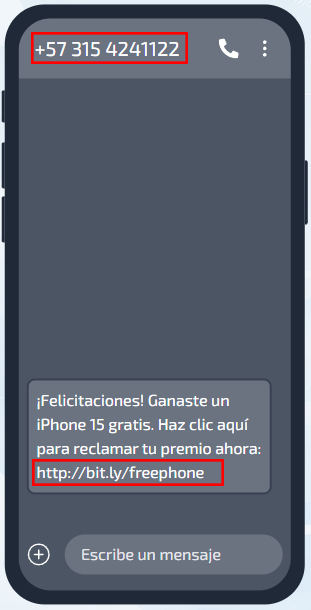 +57 315 4241122
¡Felicitaciones! Ganaste un
iPhone 15 gratis. Haz clic aquí
para reclamar tu premio ahora:
http://bit.ly/freephone
Escribe un mensaje